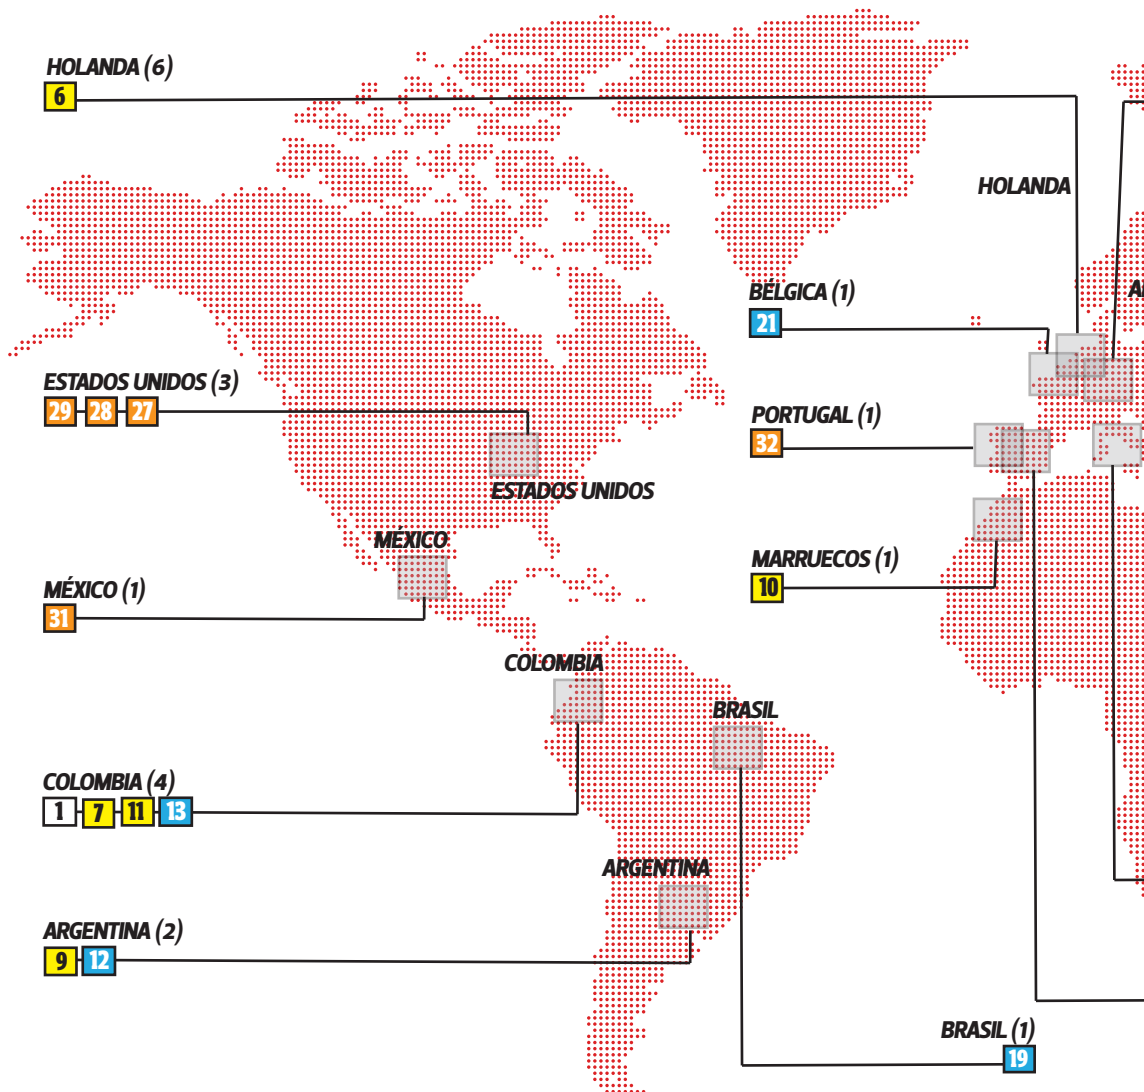 HOLANDA (6)
6
HOLANDA
BÉLGICA (1)
21
ESTADOS UNIDOS (3)
29 28 27
PORTUGAL (1)
32
ESTADOS UNIDOS
MÉXICO
MARRUECOS (1)
10
MÉXICO (1)
31
COLOMBIA
BRASIL
COLOMBIA (4)
1 7 11 13
ARGENTINA
ARGENTINA (2)
9 12
BRASIL (1)
19